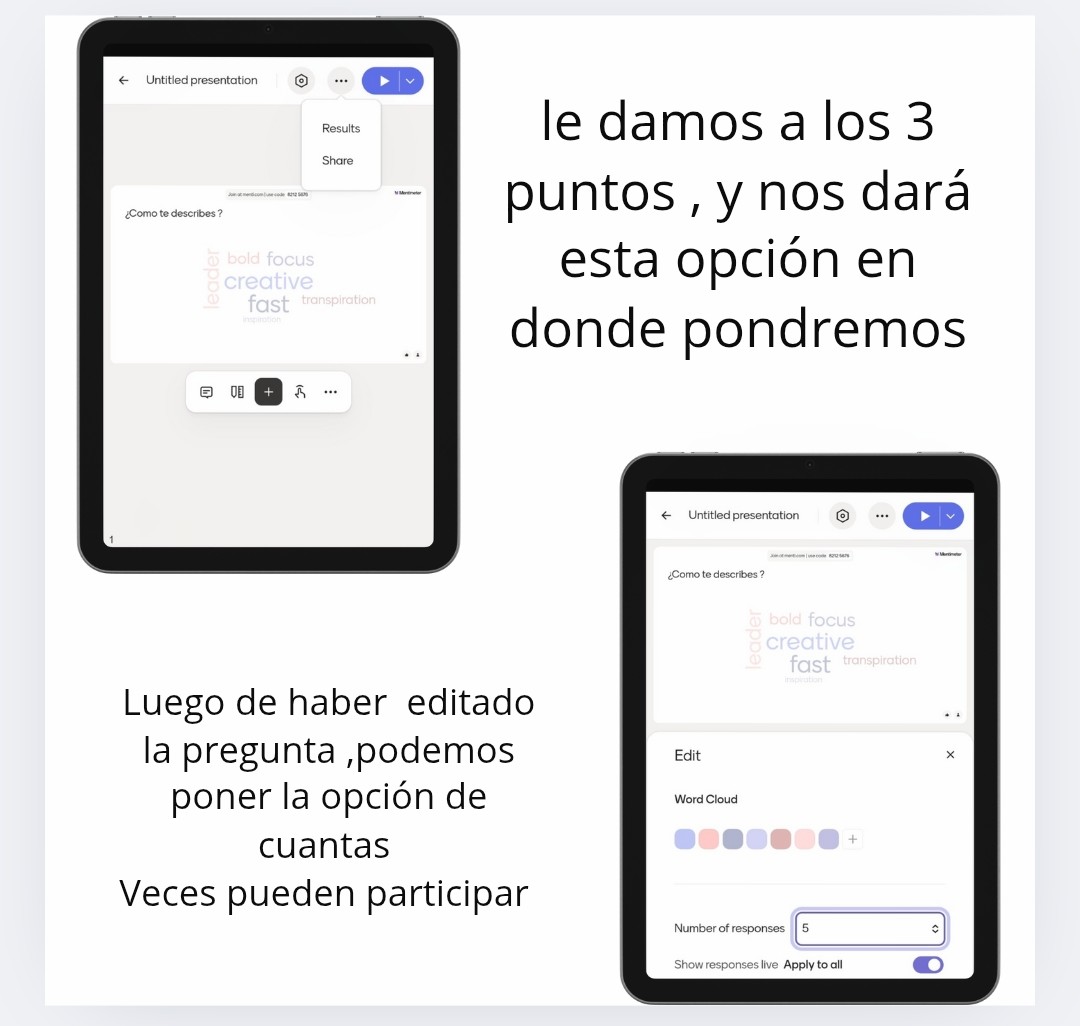 Untitled presentation
Results
Share
Join at menti.com | use code 8212 5876
Mentimeter
¿Como te describes ?
leader
bold focus
creative
fast transpiration
inspiration
1
le damos a los 3
puntos , y nos dará
esta opción en
donde pondremos
Luego de haber  editado
la pregunta ,podemos
poner la opción de
cuantas
Veces pueden participar
Untitled presentation
Join at menti.com | use code 8212 5876
Mentimeter
¿Como te describes ?
leader
bold focus
creative
fast transpiration
inspiration
Edit
Word Cloud
Number of responses 5
Show responses live Apply to all